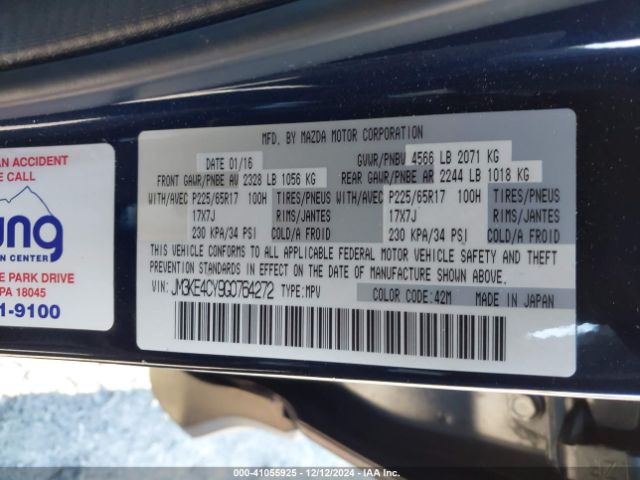 MFD. BY MAZDA MOTOR CORPORATION
DATE 01/16 GVWR/PNBV 4566 LB 2071 KG
FRONT GAWR/PNBE AV 2328 LB 1056 KG REAR GAWR/PNBE AR 2244 LB 1018 KG
WITH/AVEC P225/65R17 100H TIRES/PNEUS WITH/AVEC P225/65R17 100H TIRES/PNEUS
17X7J RIMS/JANTES 17X7J RIMS/JANTES
230 KPA/34 PSI COLD/A FROID 230 KPA/34 PSI COLD/A FROID
THIS VEHICLE CONFORMS TO ALL APPLICABLE FEDERAL MOTOR VEHICLE SAFETY AND THEFT
PREVENTION STANDARDS IN EFFECT ON THE DATE OF MANUFACTURE SHOWN ABOVE.
VIN: JM3KE4CY9G0764272 TYPE:MPV COLOR CODE:42M MADE IN JAPAN
AN ACCIDENT
E CALL
ung
N CENTER
E PARK DRIVE
PA 18045
1-9100
000-41055925 - 12/12/2024 - IAA Inc.